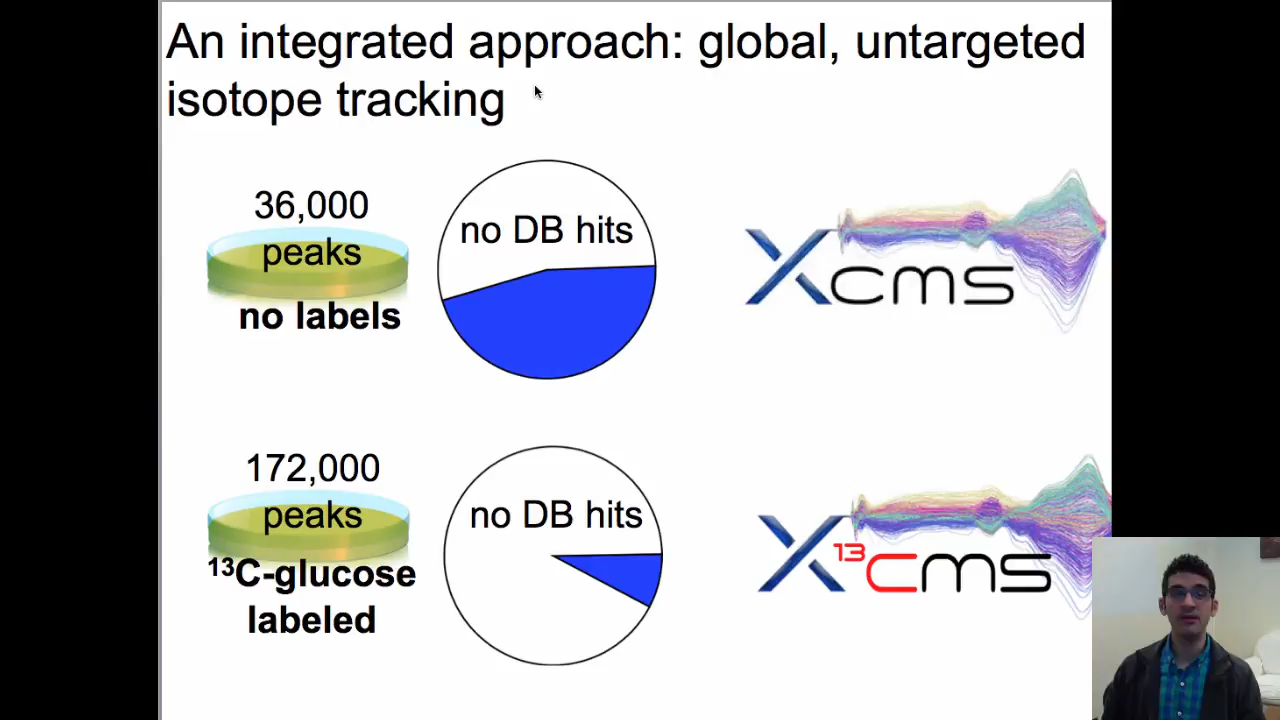 An integrated approach: global, untargeted
isotope tracking
36,000
peaks
no labels
no DB hits
Xcms
172,000
peaks
¹³C-glucose
labeled
no DB hits
X¹³cms